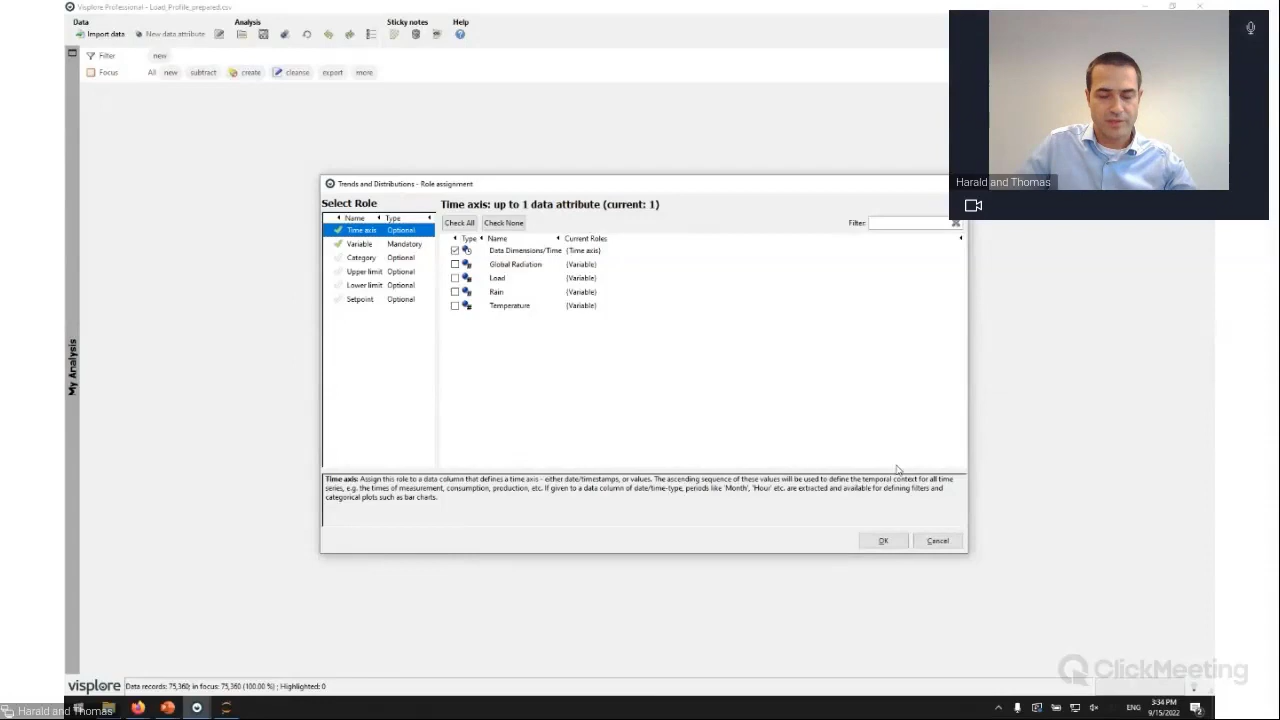 Visplore Professional - Load_Profile_prepared.csv
Data
Analysis
Sticky notes
Help
Import data
New data attribute
Filter
new
Focus
All
new
subtract
create
cleanse
export
more
Harald and Thomas
Trends and Distributions - Role assignment
Select Role
Name
Type
Time axis Optional
Variable Mandatory
Category Optional
Upper limit Optional
Lower limit Optional
Setpoint Optional
Time axis: up to 1 data attribute (current: 1)
Check All
Check None
Filter:
Type
Name
Current Roles
Data Dimensions/Time (Time axis)
Global Radiation (Variable)
Load (Variable)
Rain (Variable)
Temperature (Variable)
My Analysis
Time axis: Assign this role to a data column that defines a time axis - either date/timestamps, or values. The ascending sequence of these values will be used to define the temporal context for all time
series, e.g. the times of measurement, consumption, production, etc. If given to a data column of date/time-type, periods like 'Month', 'Hour' etc. are extracted and available for defining filters and
categorical plots such as bar charts.
OK
Cancel
ClickMeeting
visplore
Data records: 75,360; in focus: 75,360 (100.00 %) ; Highlighted: 0
Harald and Thomas
ENG
3:34 PM
9/15/2022
2